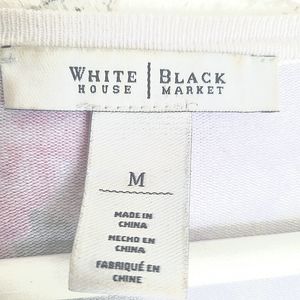 WHITE | BLACK
HOUSE | MARKET
M
MADE IN
CHINA
HECHO EN
CHINA
FABRIQUÉ EN
CHINE